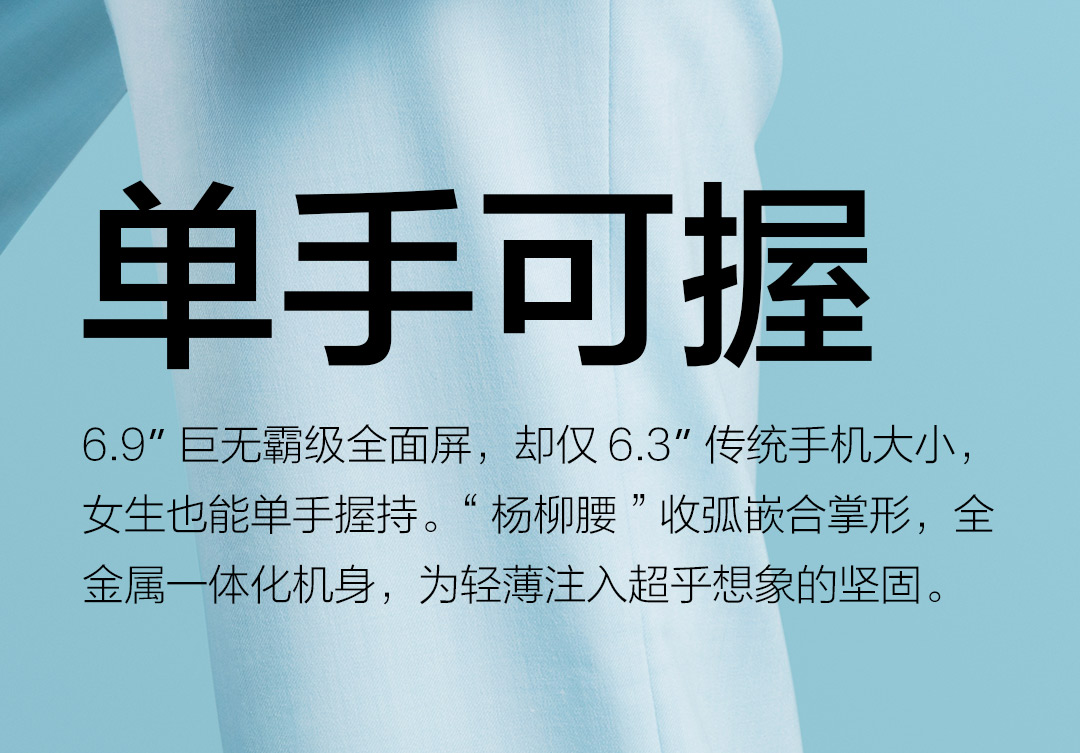 单手可握
6.9″ 巨无霸级全面屏，却仅 6.3″ 传统手机大小，
女生也能单手握持。“ 杨柳腰 ”收弧嵌合掌形，全
金属一体化机身，为轻薄注入超乎想象的坚固。